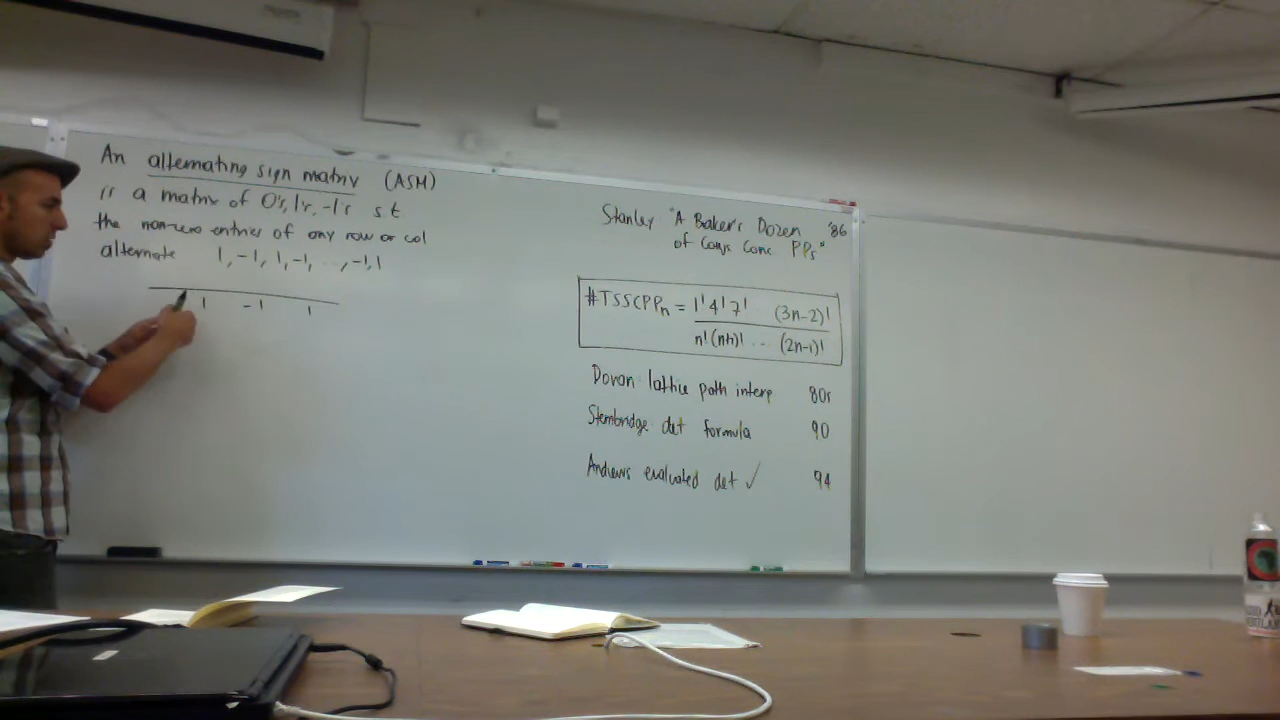 An alternating sign matrix (ASM)
is a matrix of 0's, 1's, -1's st
the non-zero entries of any row or col
alternate 1, -1, 1, -1, ..., -1, 1
1 -1 1
Stanley "A Baker's Dozen '86
of Conjs Conc PPs"
#TSSCPPn = 1! 4! 7! (3n-2)!
n! (n+1)! ... (2n-1)!
Doran lattice path interp 80s
Stembridge det formula 90
Andrews evaluated det ✓ 94